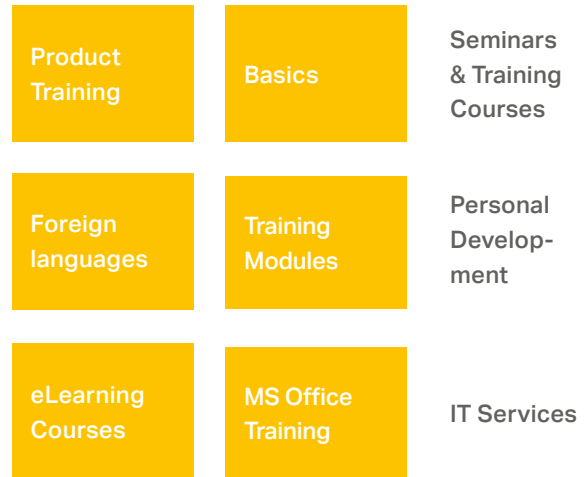 Product
Training
Basics
Seminars
& Training
Courses
Foreign
languages
Training
Modules
Personal
Develop-
ment
eLearning
Courses
MS Office
Training
IT Services